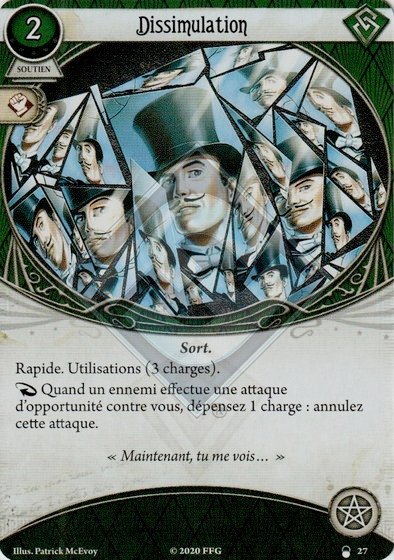 2
Dissimulation
SOUTIEN
Sort.
Rapide. Utilisations (3 charges).
Quand un ennemi effectue une attaque
d'opportunité contre vous, dépensez 1 charge : annulez
cette attaque.
« Maintenant, tu me vois… »
Illus. Patrick McEvoy
© 2020 FFG
27